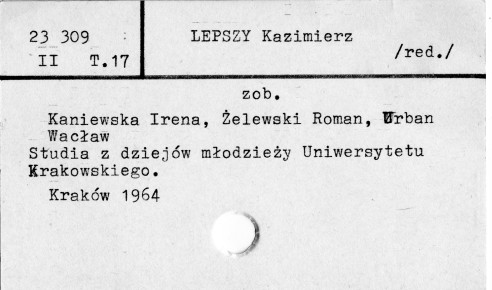 23 309
II T.17
LEPSZY Kazimierz
/red./
zob.
Kaniewska Irena, Żelewski Roman, Urban
Wacław
Studia z dziejów młodzieży Uniwersytetu
Krakowskiego.
Kraków 1964